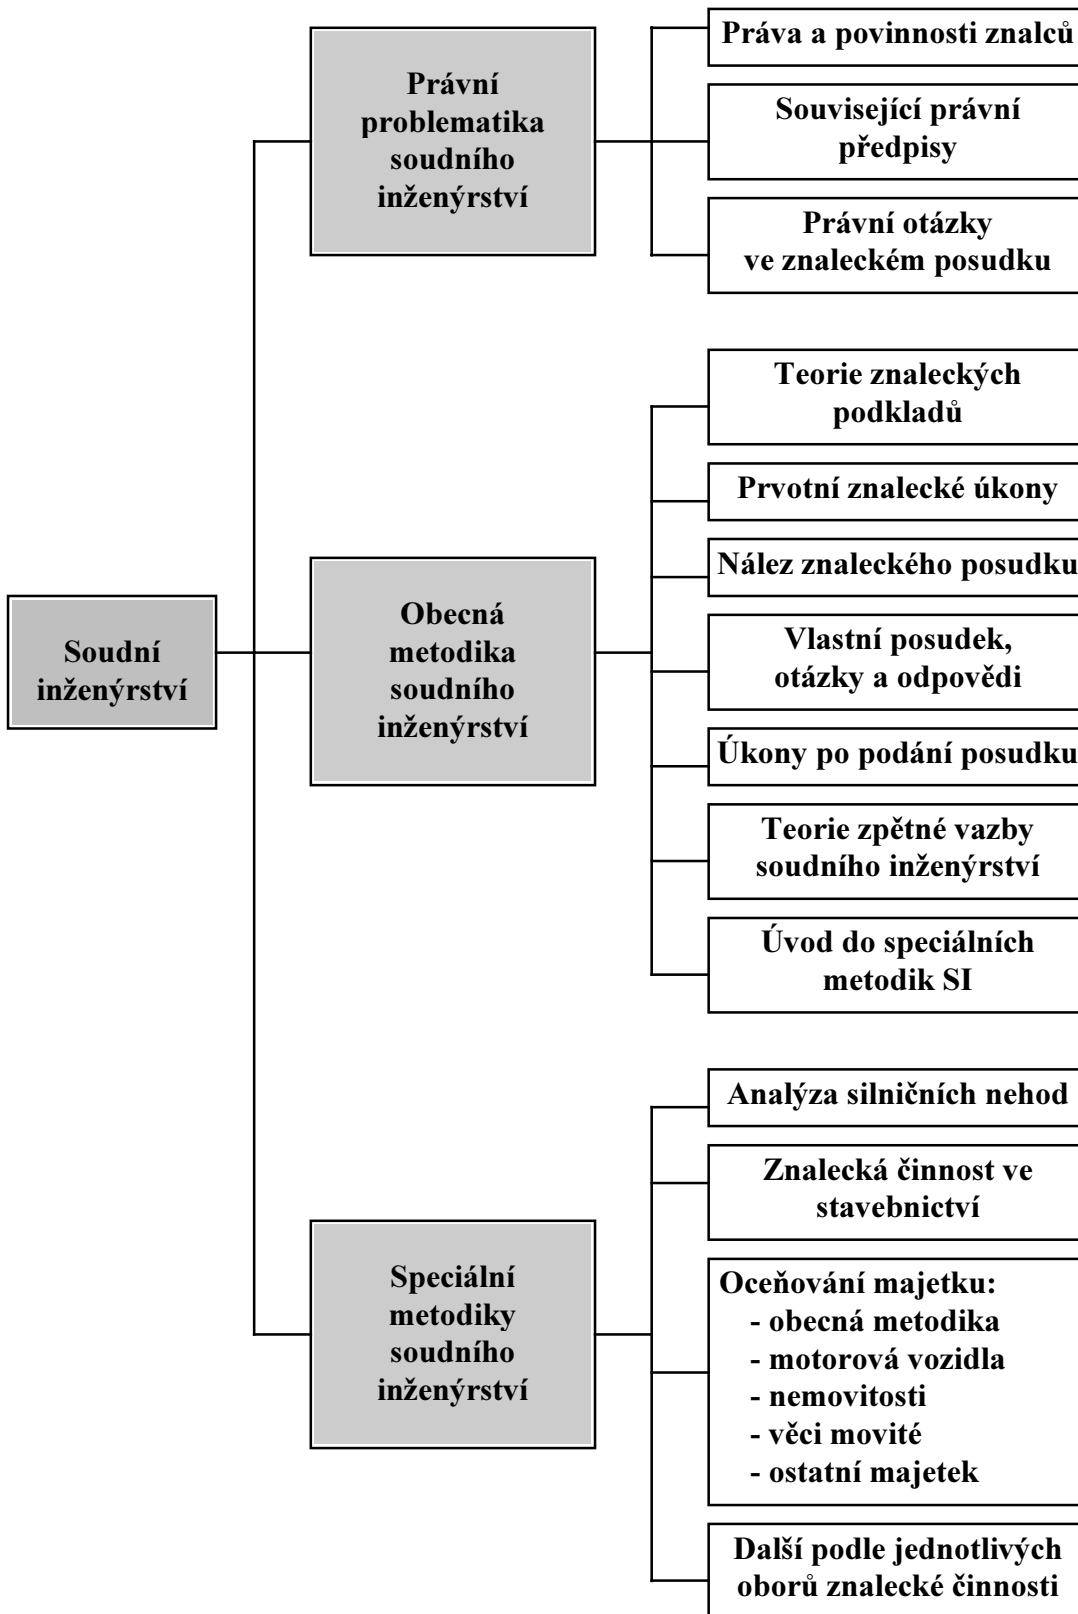 Soudní
inženýrství
Právní
problematika
soudního
inženýrství
Práva a povinnosti znalců
Související právní
předpisy
Právní otázky
ve znaleckém posudku
Obecná
metodika
soudního
inženýrství
Teorie znaleckých
podkladů
Prvotní znalecké úkony
Nález znaleckého posudku
Vlastní posudek,
otázky a odpovědi
Úkony po podání posudku
Teorie zpětné vazby
soudního inženýrství
Úvod do speciálních
metodik SI
Speciální
metodiky
soudního
inženýrství
Analýza silničních nehod
Znalecká činnost ve
stavebnictví
Oceňování majetku:
- obecná metodika
- motorová vozidla
- nemovitosti
- věci movité
- ostatní majetek
Další podle jednotlivých
oborů znalecké činnosti